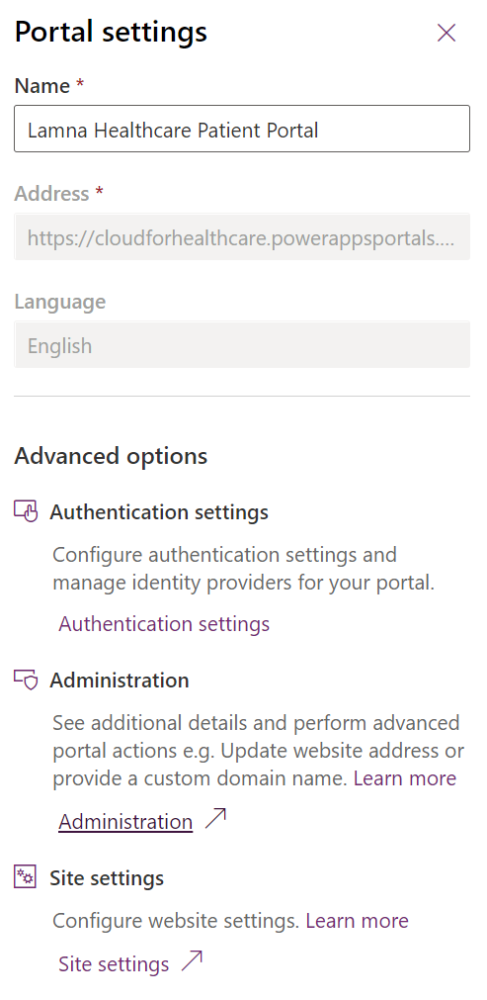 Portal settings
Name *
Lamna Healthcare Patient Portal
Address *
https://cloudforhealthcare.powerappsportals....
Language
English
Advanced options
Authentication settings
Configure authentication settings and
manage identity providers for your portal.
Authentication settings
Administration
See additional details and perform advanced
portal actions e.g. Update website address or
provide a custom domain name. Learn more
Administration
Site settings
Configure website settings. Learn more
Site settings